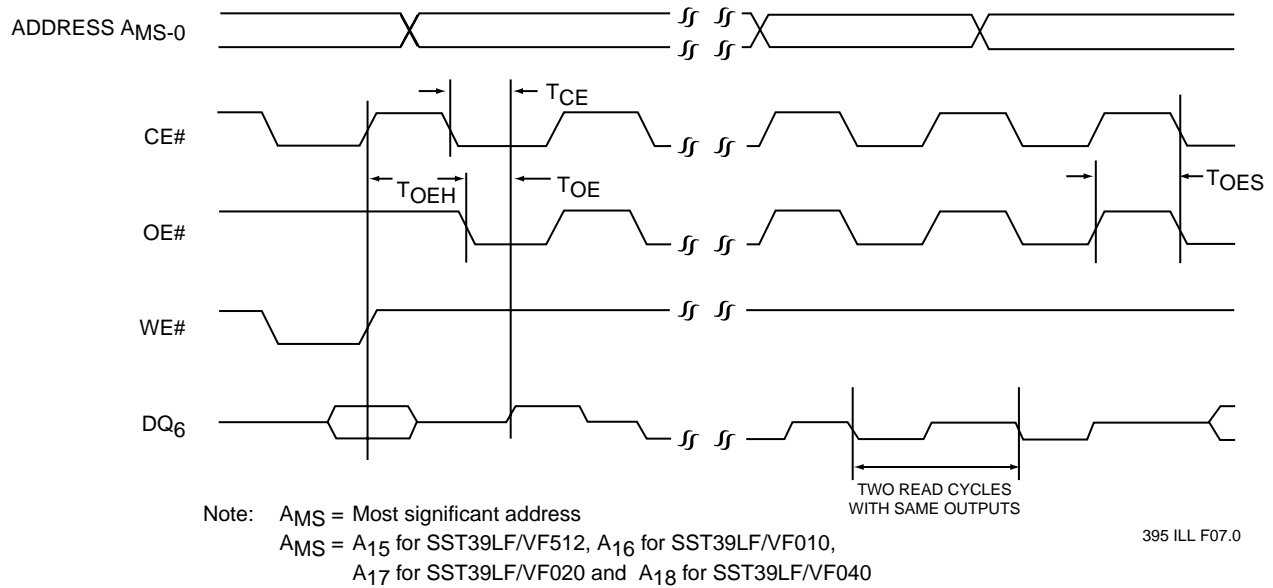 ADDRESS AMS-0
TCE
CE#
TOEH
TOE
TOES
OE#
WE#
DQ6
TWO READ CYCLES
WITH SAME OUTPUTS
Note: AMS = Most significant address
AMS = A15 for SST39LF/VF512, A16 for SST39LF/VF010,
A17 for SST39LF/VF020 and A18 for SST39LF/VF040
395 ILL F07.0